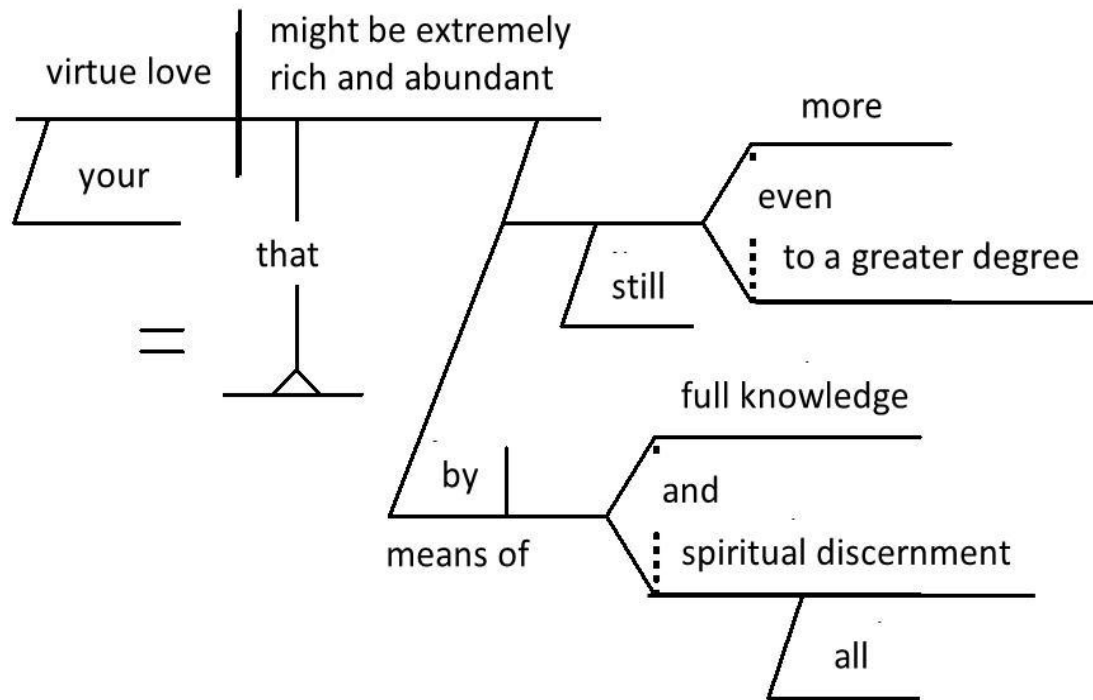 might be extremely
virtue love
rich and abundant
more
your
even
that
to a greater degree
still
full knowledge
by
and
means of
spiritual discernment
all